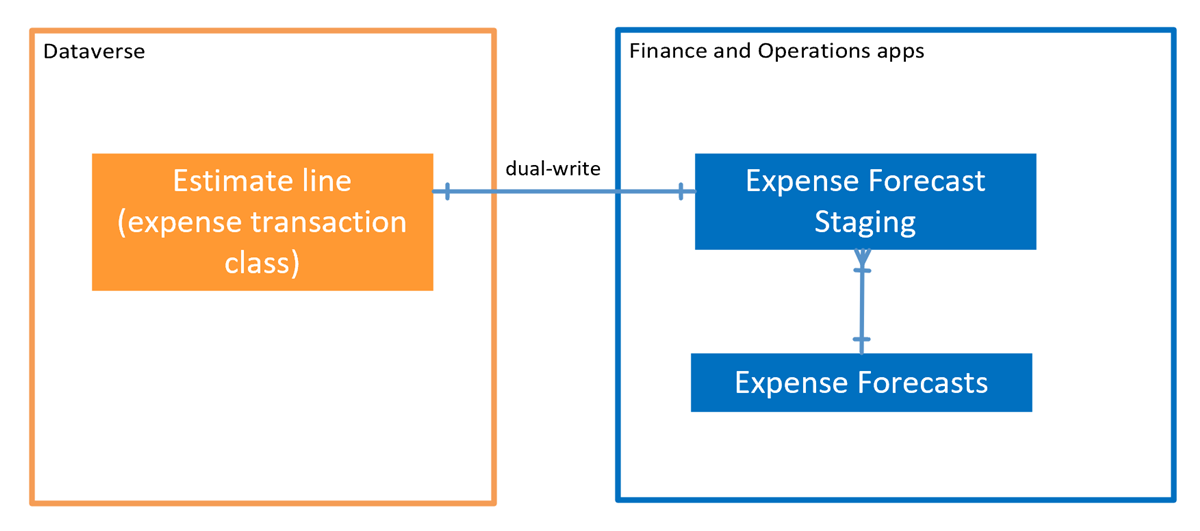 Dataverse
Estimate line
(expense transaction
class)
dual-write
Finance and Operations apps
Expense Forecast
Staging
Expense Forecasts